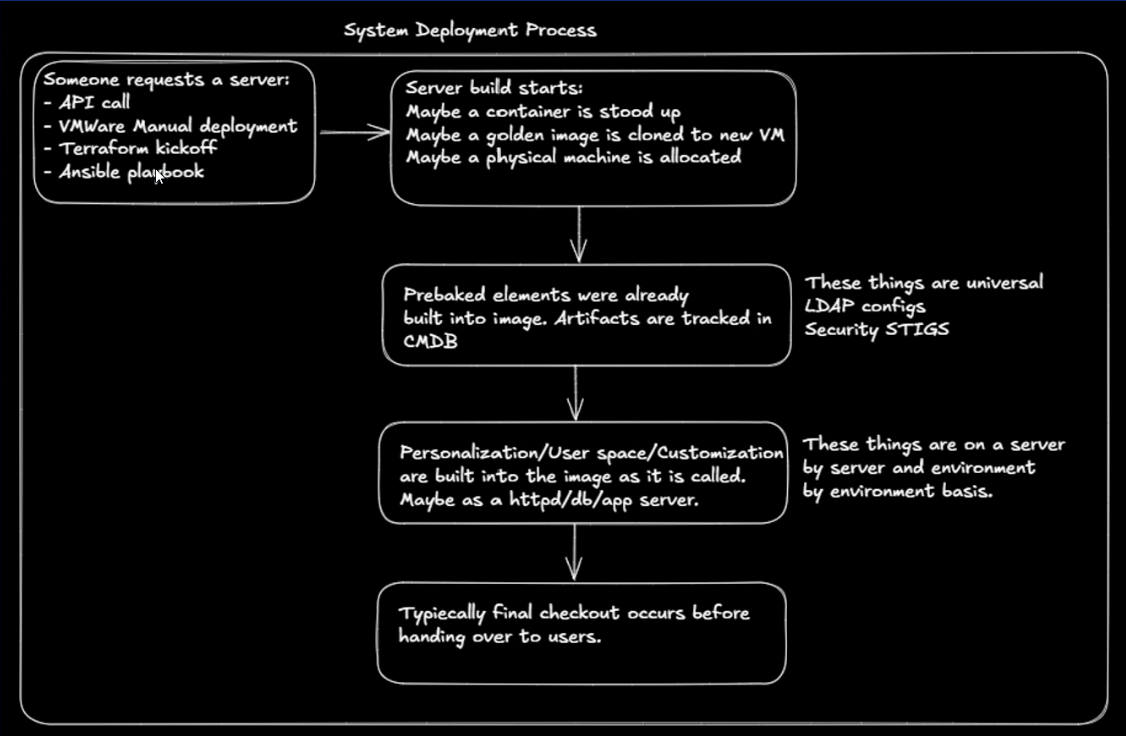 System Deployment Process
Someone requests a server:
- API call
- VMWare Manual deployment
- Terraform kickoff
- Ansible playbook
Server build starts:
Maybe a container is stood up
Maybe a golden image is cloned to new VM
Maybe a physical machine is allocated
Prebaked elements were already
built into image. Artifacts are tracked in
CMDB
These things are universal
LDAP configs
Security STIGS
Personalization/User space/Customization
are built into the image as it is called.
Maybe as a httpd/db/app server.
These things are on a server
by server and environment
by environment basis.
Typiecally final checkout occurs before
handing over to users.